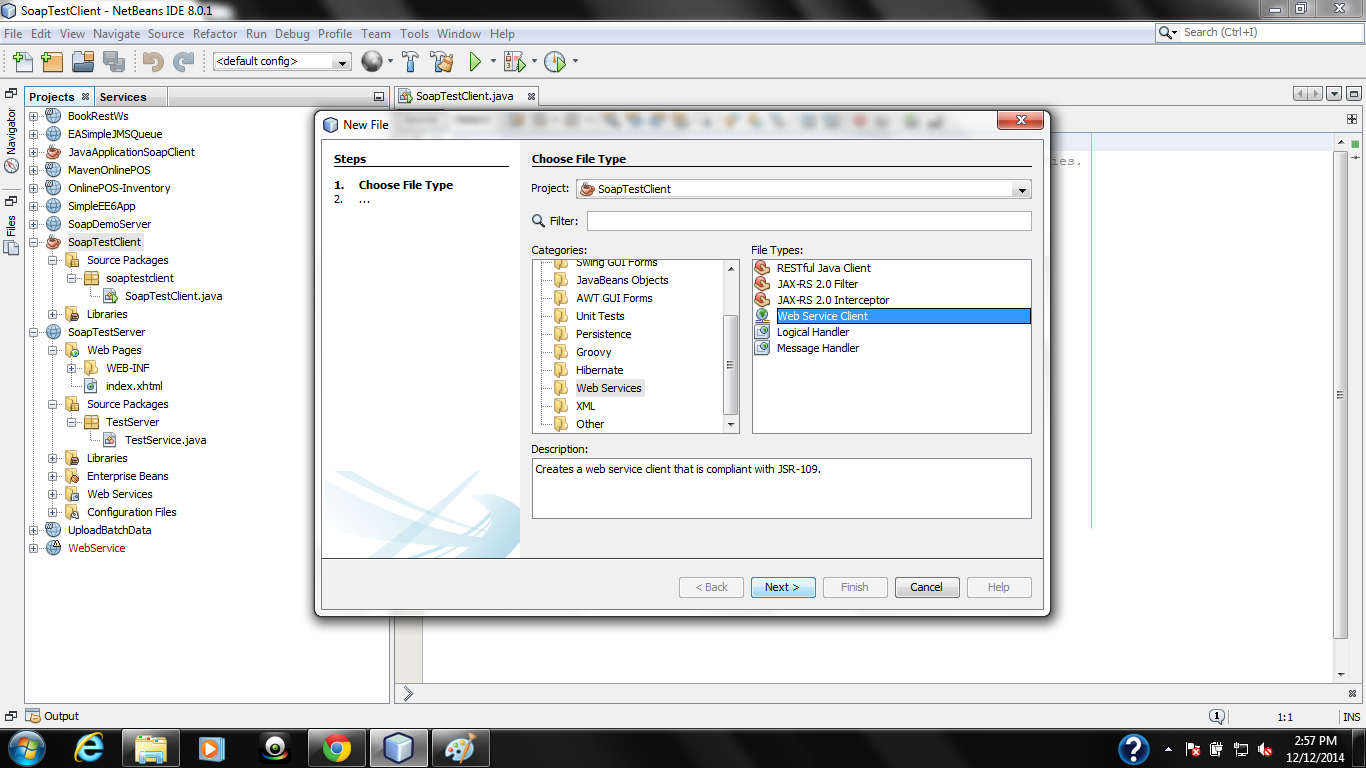 SoapTestClient - NetBeans IDE 8.0.1
File Edit View Navigate Source Refactor Run Debug Profile Team Tools Window Help
Search (Ctrl+I)
<default config>
Projects
Services
SoapTestClient.java
Navigator
Files
BookRestWs
EASimpleJMSQueue
JavaApplicationSoapClient
MavenOnlinePOS
OnlinePOS-Inventory
SimpleEE6App
SoapDemoServer
SoapTestClient
Source Packages
soaptestclient
SoapTestClient.java
Libraries
SoapTestServer
Web Pages
WEB-INF
index.xhtml
Source Packages
TestServer
TestService.java
Libraries
Enterprise Beans
Web Services
Configuration Files
UploadBatchData
WebService
New File
Steps
1. Choose File Type
2. ...
Choose File Type
Project: SoapTestClient
Filter:
Categories:
Swing GUI Forms
JavaBeans Objects
AWT GUI Forms
Unit Tests
Persistence
Groovy
Hibernate
Web Services
XML
Other
File Types:
RESTful Java Client
JAX-RS 2.0 Filter
JAX-RS 2.0 Interceptor
Web Service Client
Logical Handler
Message Handler
Description:
Creates a web service client that is compliant with JSR-109.
< Back
Next >
Finish
Cancel
Help
Output
1
1:1
INS
2:57 PM
12/12/2014